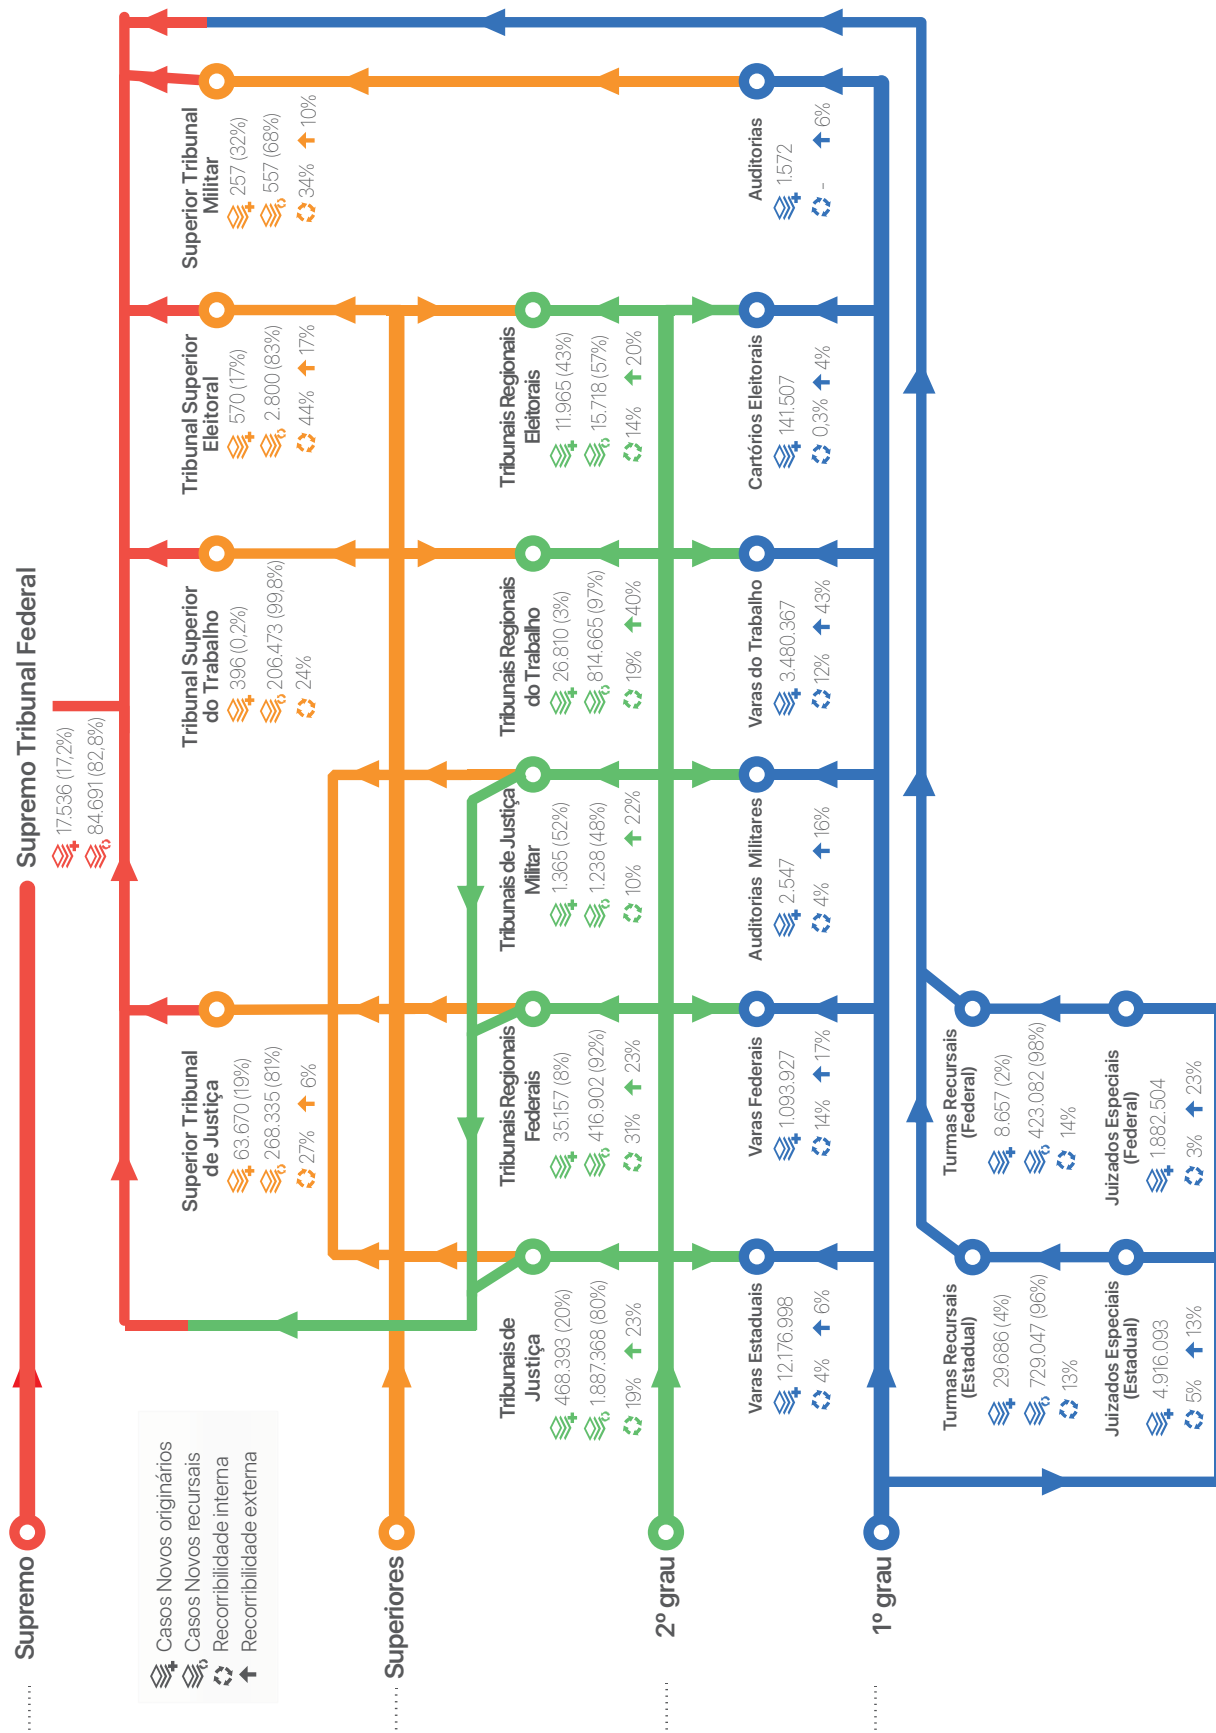 Supremo
Supremo Tribunal Federal
17.536 (17,2%)
84.691 (82,8%)
Casos Novos originários
Casos Novos recursais
Recorribilidade interna
Recorribilidade externa
Superiores
Superior Tribunal
de Justiça
63.670 (19%)
268.335 (81%)
27% 6%
Tribunal Superior
do Trabalho
396 (0,2%)
206.473 (99,8%)
24%
Tribunal Superior
Eleitoral
570 (17%)
2.800 (83%)
44% 17%
Superior Tribunal
Militar
257 (32%)
557 (68%)
34% 10%
2º grau
Tribunais de
Justiça
468.393 (20%)
1.887.368 (80%)
19% 23%
Tribunais Regionais
Federais
35.157 (8%)
416.902 (92%)
31% 23%
Tribunais de Justiça
Militar
1.365 (52%)
1.238 (48%)
10% 22%
Tribunais Regionais
do Trabalho
26.810 (3%)
814.665 (97%)
19% 40%
Tribunais Regionais
Eleitorais
11.965 (43%)
15.718 (57%)
14% 20%
1º grau
Varas Estaduais
12.176.998
4% 6%
Varas Federais
1.093.927
14% 17%
Auditorias Militares
2.547
4% 16%
Varas do Trabalho
3.480.367
12% 43%
Cartórios Eleitorais
141.507
0,3% 4%
Auditorias
1.572
- 6%
Turmas Recursais
(Estadual)
29.686 (4%)
729.047 (96%)
13%
Turmas Recursais
(Federal)
8.657 (2%)
423.082 (98%)
14%
Juizados Especiais
(Estadual)
4.916.093
5% 13%
Juizados Especiais
(Federal)
1.882.504
3% 23%